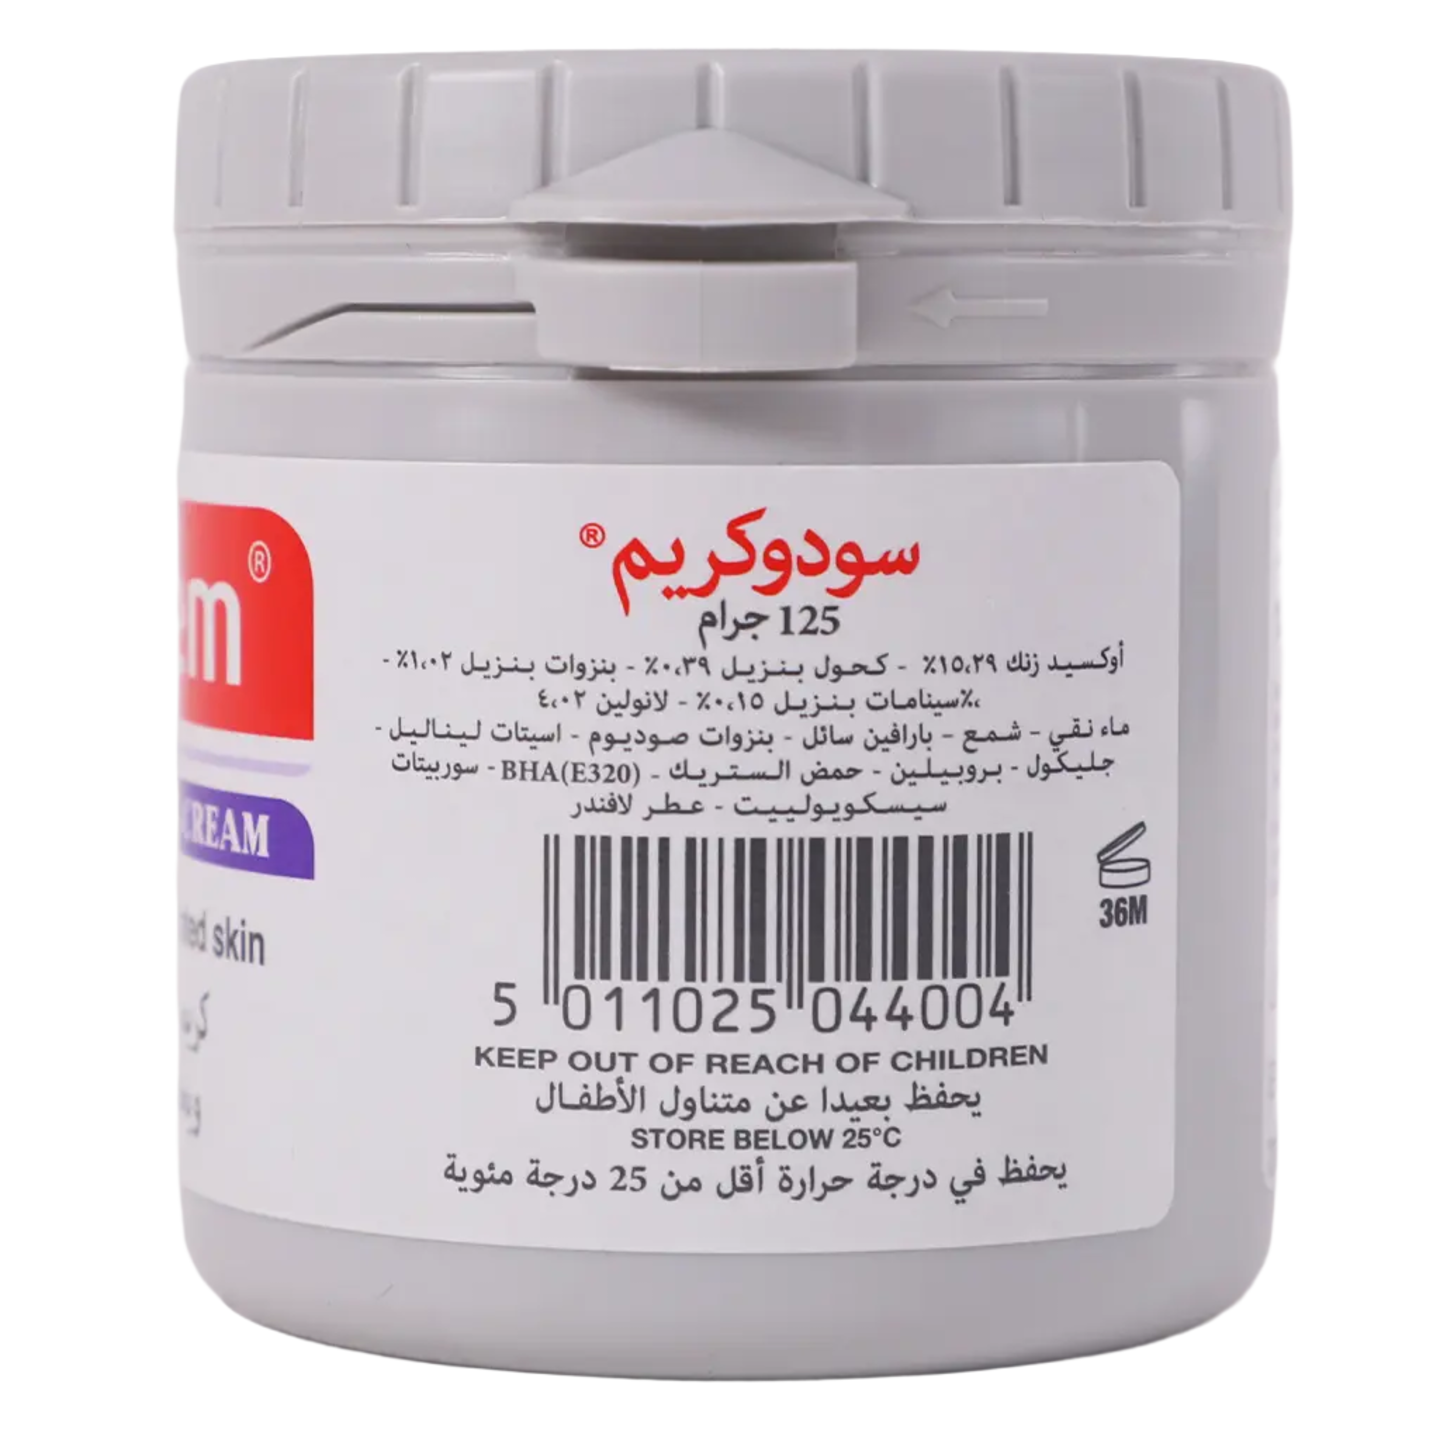 em®
CREAM
skin
سودوكريم®
125 جرام
أوكسيد زنك ١٥،٢٩٪ - كحول بنزيل ٠،٣٩٪ - بنزوات بنزيل ١،٠٢٪ -
،٪سينامات بنزيل ٠،١٥٪ - لانولين ٤،٠٢
ماء نقي - شمع - بارافين سائل - بنزوات صوديوم - اسيتات ليناليل -
جليكول - بروبيلين - حمض الستريك - BHA(E320) - سوربيتات
سيسكويولييت - عطر لافندر
36M
5 011025 044004
KEEP OUT OF REACH OF CHILDREN
يحفظ بعيدا عن متناول الأطفال
STORE BELOW 25°C
يحفظ في درجة حرارة أقل من 25 درجة مئوية